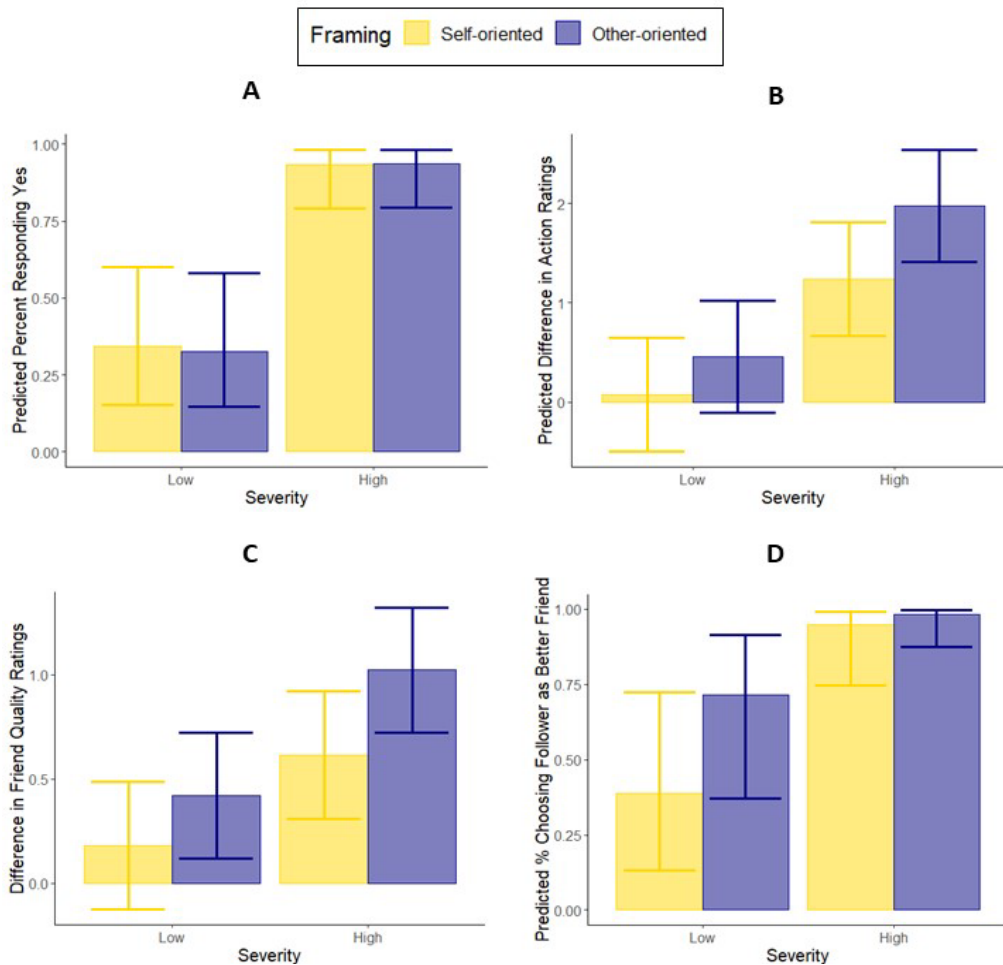 Framing Self-oriented Other-oriented
A
Predicted Percent Responding Yes
1.00
0.75
0.50
0.25
0.00
Low High
Severity
B
Predicted Difference in Action Ratings
2
1
0
Low High
Severity
C
Difference in Friend Quality Ratings
1.0
0.5
0.0
Low High
Severity
D
Predicted % Choosing Follower as Better Friend
1.00
0.75
0.50
0.25
0.00
Low High
Severity